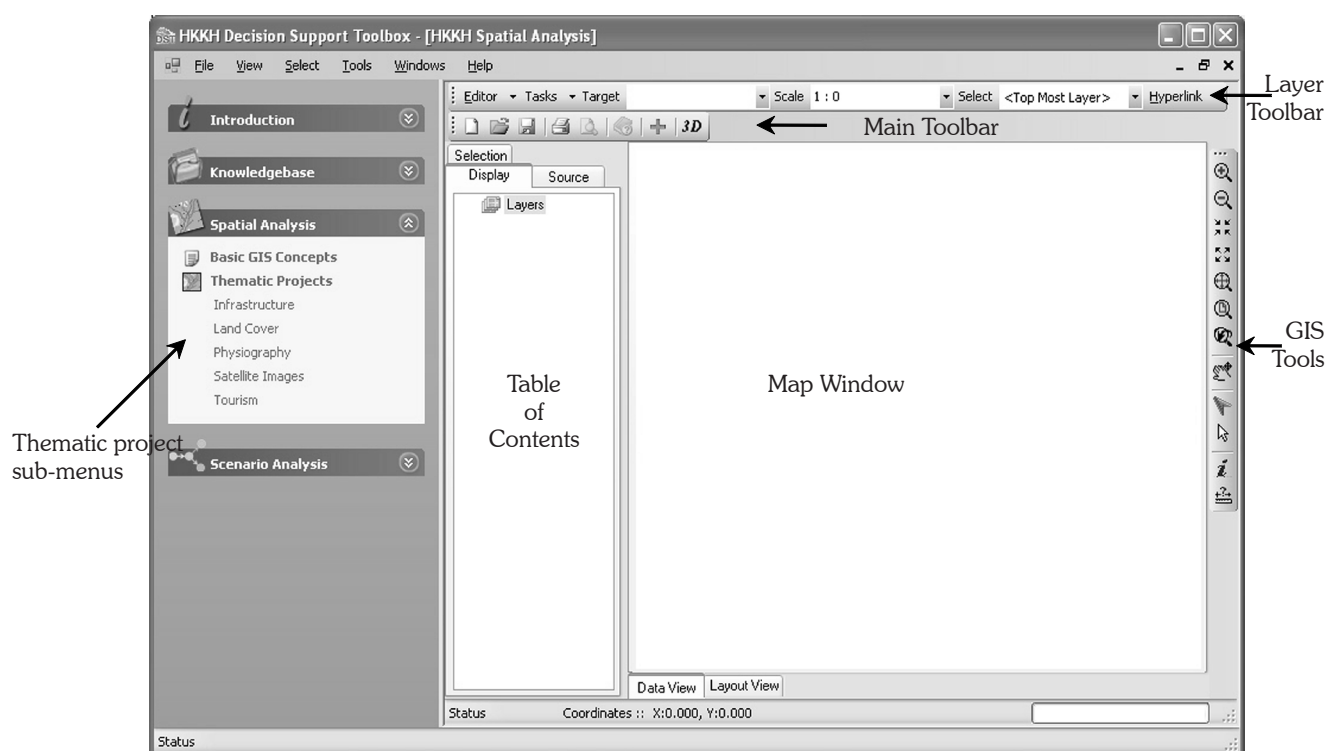 HKKH Decision Support Toolbox - [HKKH Spatial Analysis]
File View Select Tools Windows Help
Editor Tasks Target Scale 1 : 0 Select <Top Most Layer> Hyperlink
Layer
Toolbar
3D Main Toolbar
Introduction
Knowledgebase
Spatial Analysis
Basic GIS Concepts
Thematic Projects
Infrastructure
Land Cover
Physiography
Satellite Images
Tourism
Scenario Analysis
Thematic project
sub-menus
Selection
Display Source
Layers
Table
of
Contents
Map Window
GIS
Tools
Data View Layout View
Status Coordinates :: X:0.000, Y:0.000
Status